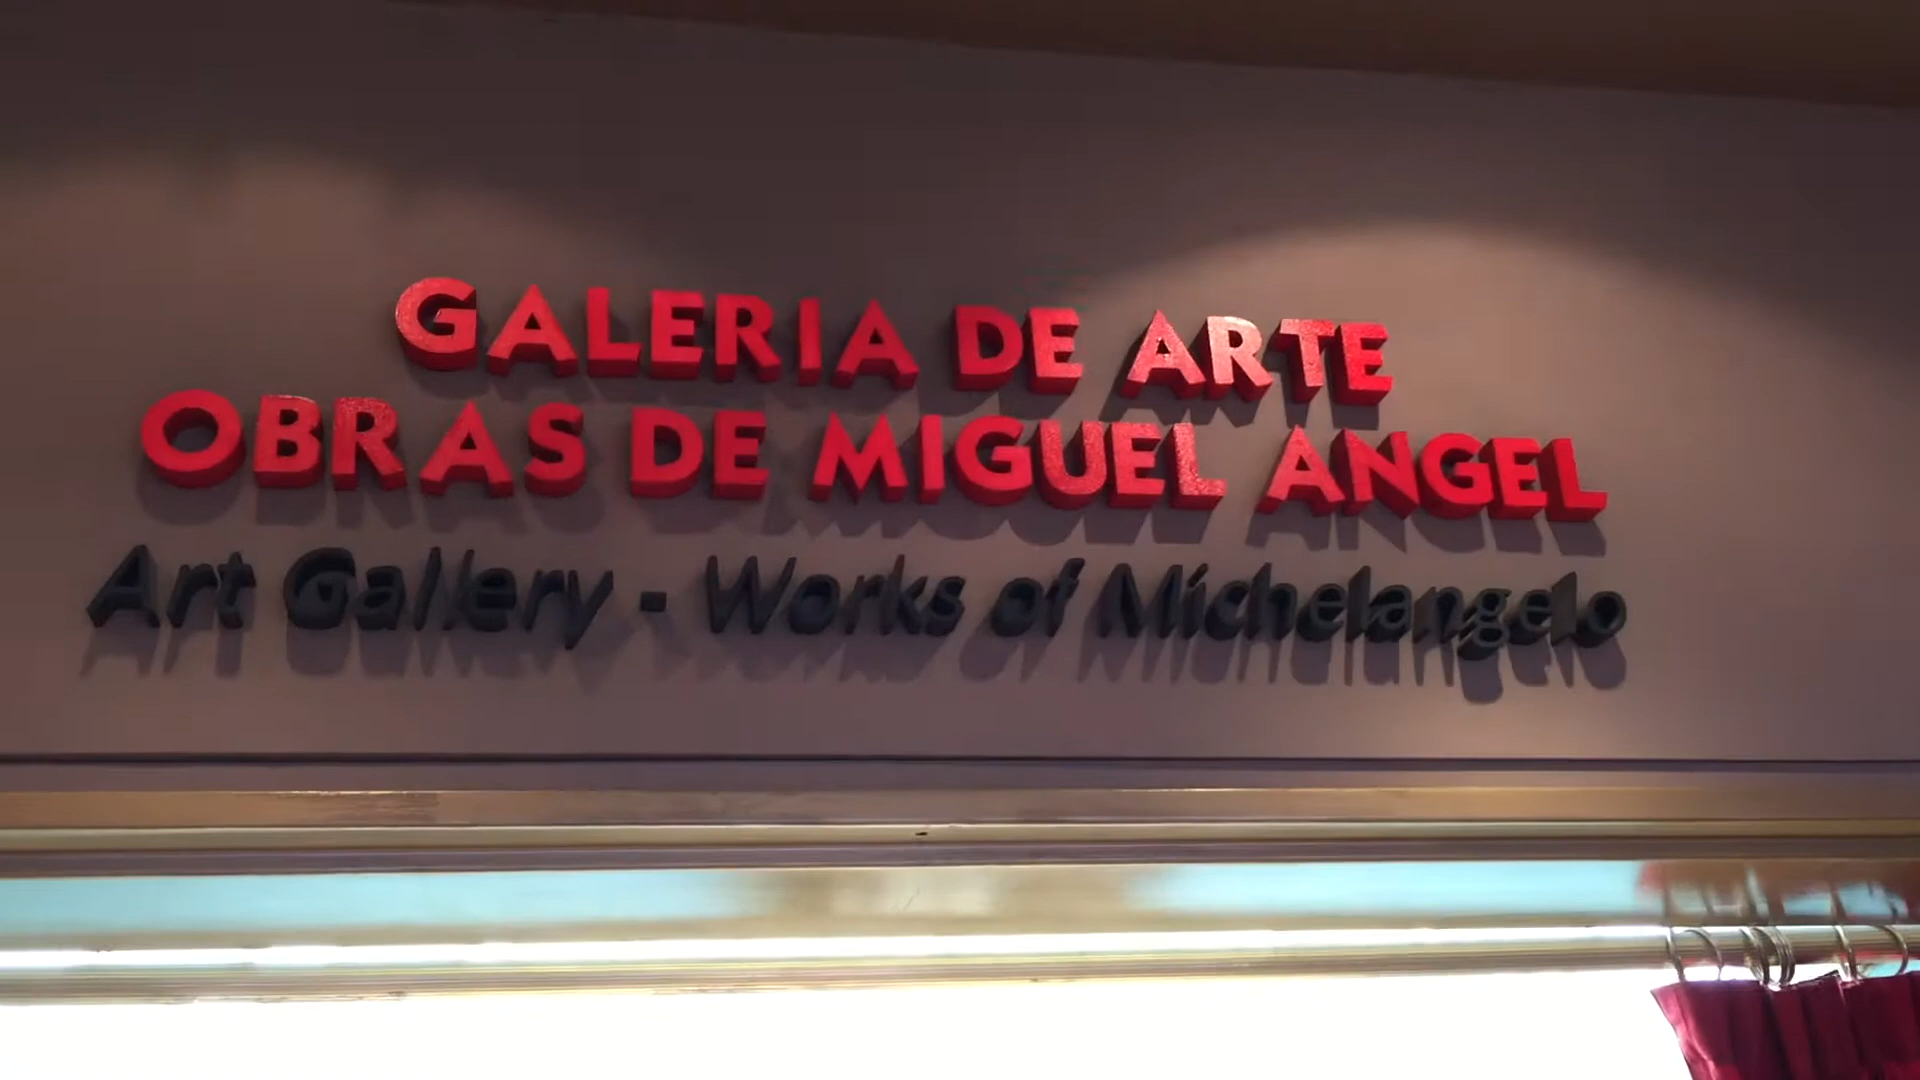 GALERIA DE ARTE
OBRAS DE MIGUEL ANGEL
Art Gallery - Works of Michelangelo